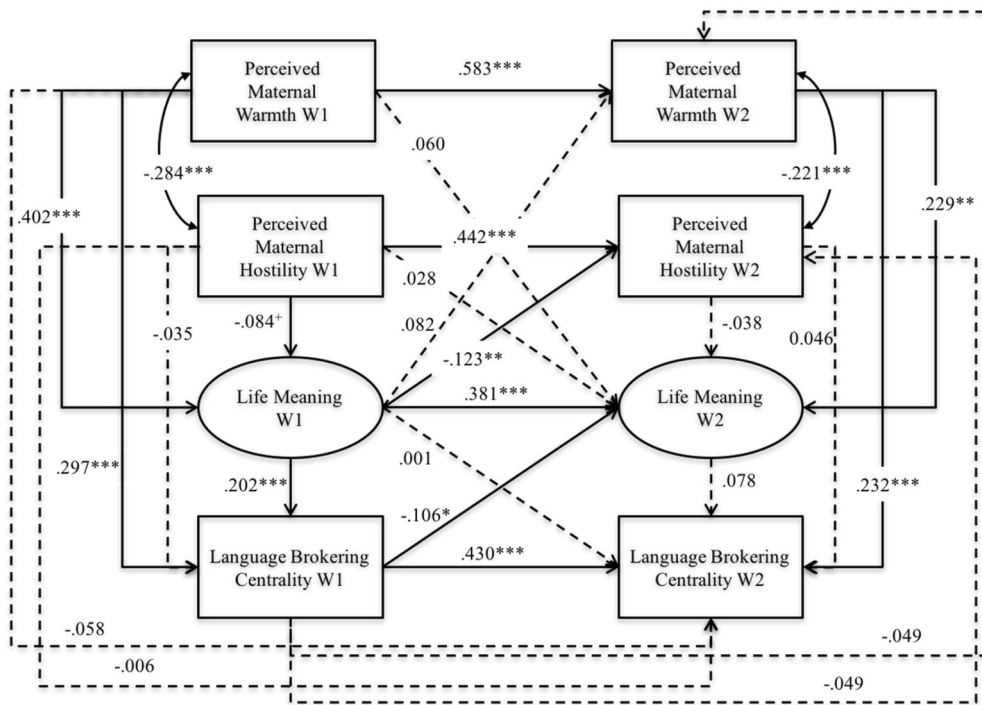 Perceived
Maternal
Warmth W1
.583***
Perceived
Maternal
Warmth W2
.060
-.284***
-.221***
.402***
.229**
Perceived
Maternal
Hostility W1
.442***
Perceived
Maternal
Hostility W2
.028
-.035
-.084+
.082
-.038
0.046
-.123**
Life Meaning
W1
.381***
Life Meaning
W2
.297***
.202***
.001
.078
.232***
-.106*
Language Brokering
Centrality W1
.430***
Language Brokering
Centrality W2
-.058
-.049
-.006
-.049